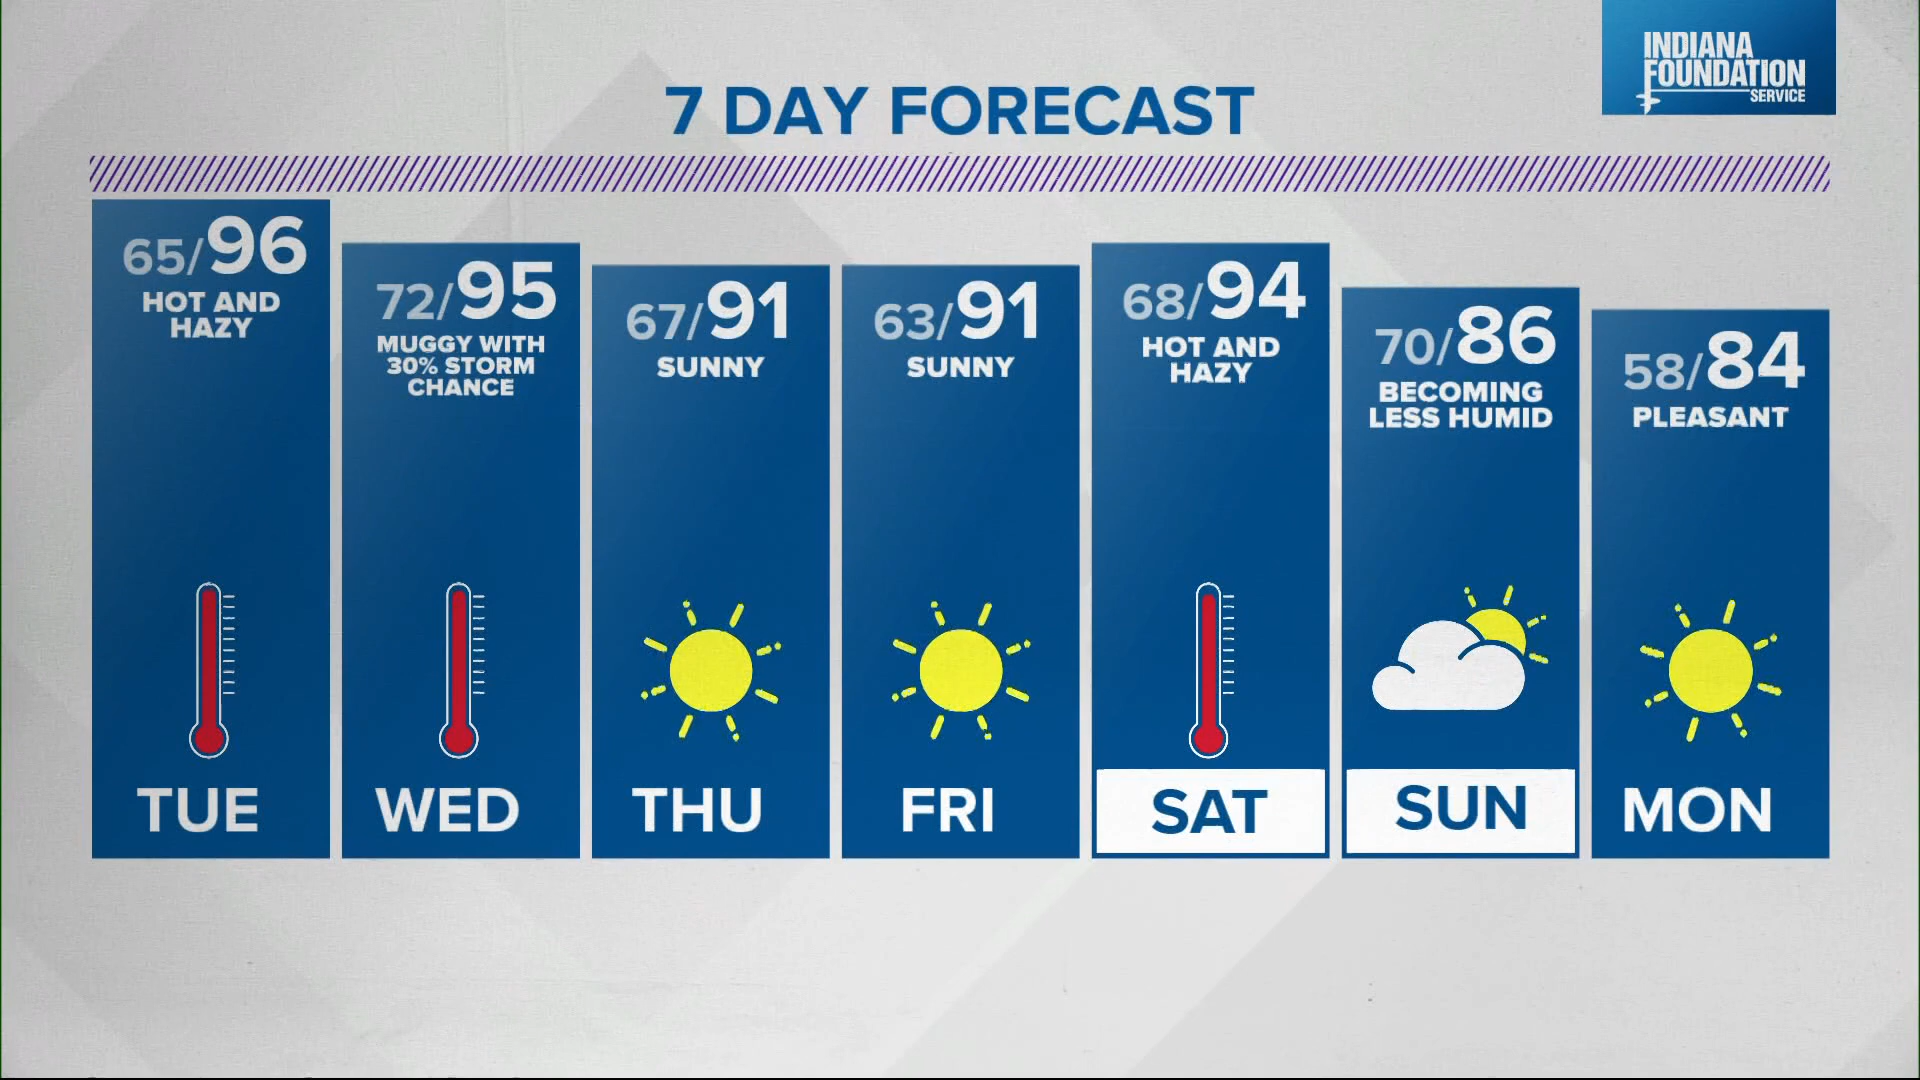 INDIANA
FOUNDATION
SERVICE
7 DAY FORECAST
65/96
HOT AND
HAZY
TUE
72/95
MUGGY WITH
30% STORM
CHANCE
WED
67/91
SUNNY
THU
63/91
SUNNY
FRI
68/94
HOT AND
HAZY
SAT
70/86
BECOMING
LESS HUMID
SUN
58/84
PLEASANT
MON